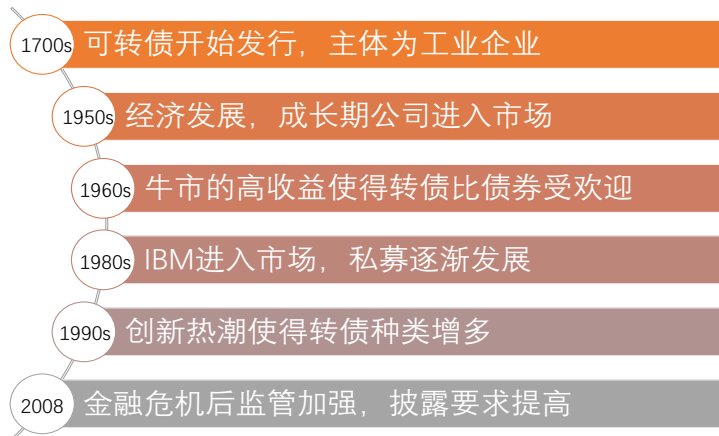 1700s 可转债开始发行，主体为工业企业
1950s 经济发展，成长期公司进入市场
1960s 牛市的高收益使得转债比债券受欢迎
1980s IBM进入市场，私募逐渐发展
1990s 创新热潮使得转债种类增多
2008 金融危机后监管加强，披露要求提高